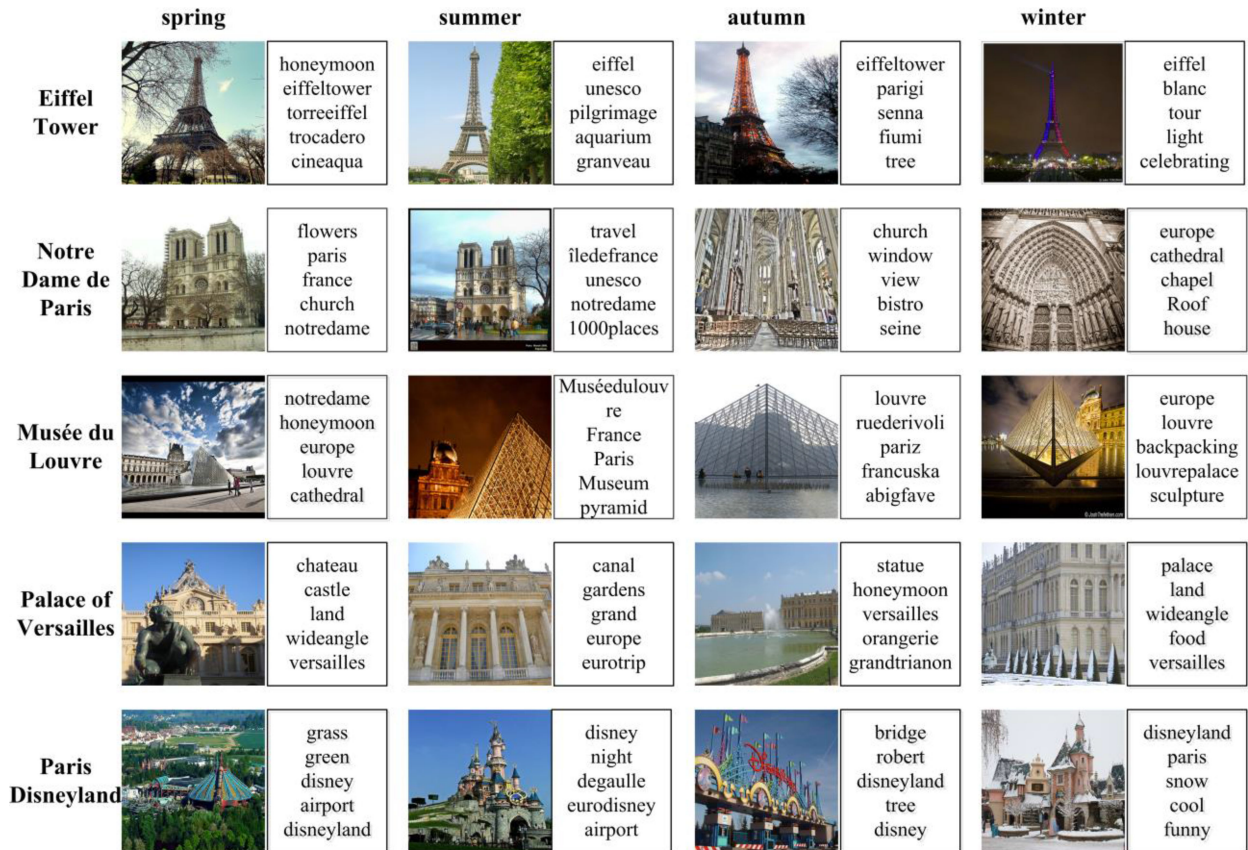 spring
summer
autumn
winter
Eiffel
Tower
honeymoon
eiffeltower
torreeiffel
trocadero
cineaqua
eiffel
unesco
pilgrimage
aquarium
granveau
eiffeltower
parigi
senna
fiumi
tree
eiffel
blanc
tour
light
celebrating
Notre
Dame de
Paris
flowers
paris
france
church
notredame
travel
îledefrance
unesco
notredame
1000places
church
window
view
bistro
seine
europe
cathedral
chapel
Roof
house
Musée du
Louvre
notredame
honeymoon
europe
louvre
cathedral
Muséedulouv
re
France
Paris
Museum
pyramid
louvre
ruederivoli
pariz
francuska
abigfave
europe
louvre
backpacking
louvrepalace
sculpture
Palace of
Versailles
chateau
castle
land
wideangle
versailles
canal
gardens
grand
europe
eurotrip
statue
honeymoon
versailles
orangerie
grandtrianon
palace
land
wideangle
food
versailles
Paris
Disneyland
grass
green
disney
airport
disneyland
disney
night
degaulle
eurodisney
airport
Disney
bridge
robert
disneyland
tree
disney
disneyland
paris
snow
cool
funny